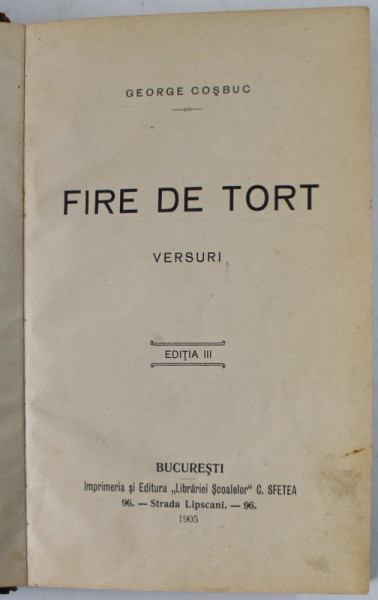 GEORGE COŞBUC
FIRE DE TORT
VERSURI
EDIŢIA III
BUCUREŞTI
Imprimeria şi Editura „Librăriei Şcoalelor" C. SFETEA
96. — Strada Lipscani. — 96.
1905